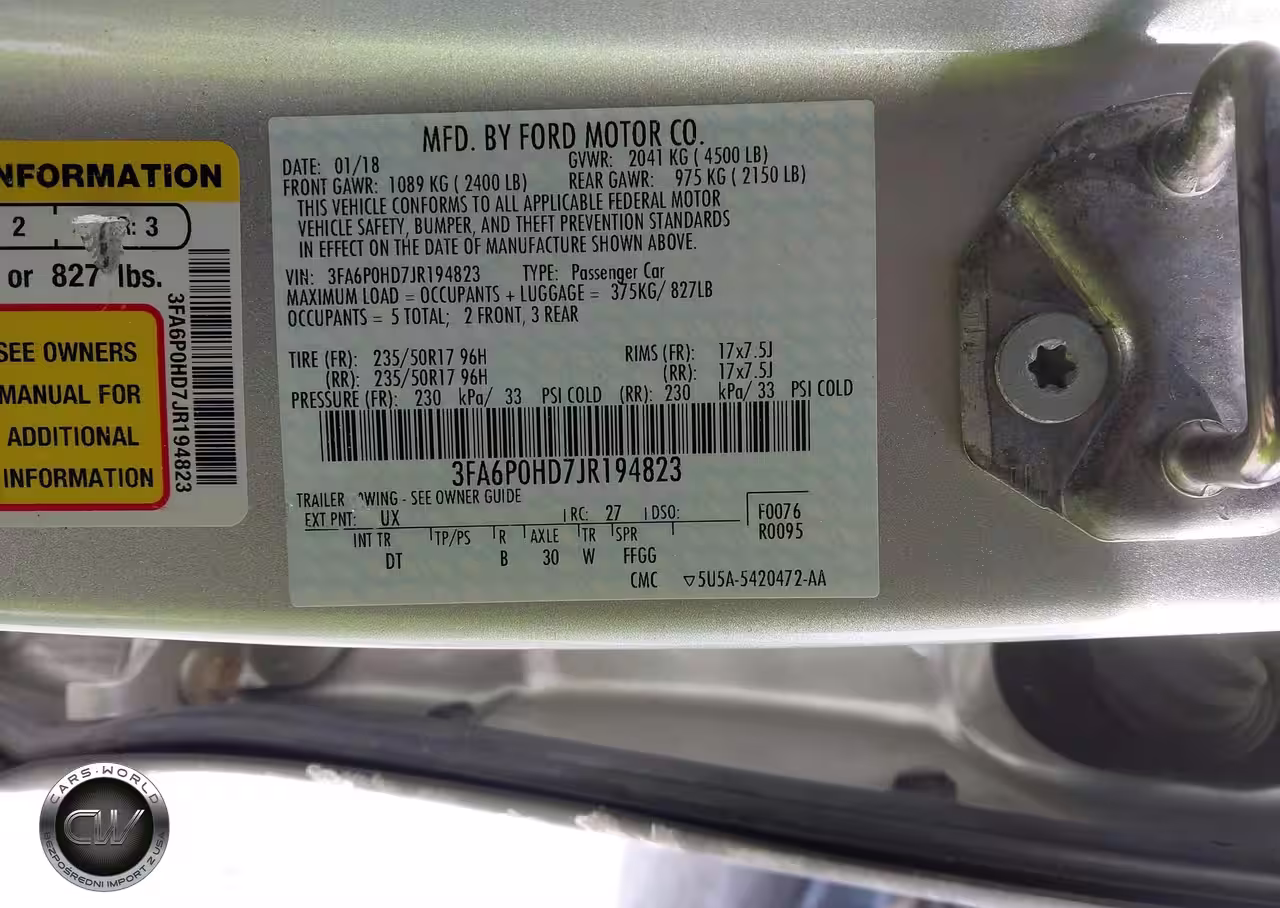 NFORMATION
2
R: 3
or 827 lbs.
SEE OWNERS
MANUAL FOR
ADDITIONAL
INFORMATION
3FA6P0HD7JR194823
MFD. BY FORD MOTOR CO.
DATE: 01/18 GVWR: 2041 KG ( 4500 LB)
FRONT GAWR: 1089 KG ( 2400 LB) REAR GAWR: 975 KG ( 2150 LB)
THIS VEHICLE CONFORMS TO ALL APPLICABLE FEDERAL MOTOR
VEHICLE SAFETY, BUMPER, AND THEFT PREVENTION STANDARDS
IN EFFECT ON THE DATE OF MANUFACTURE SHOWN ABOVE.
VIN: 3FA6P0HD7JR194823 TYPE: Passenger Car
MAXIMUM LOAD = OCCUPANTS + LUGGAGE = 375KG/ 827LB
OCCUPANTS = 5 TOTAL; 2 FRONT, 3 REAR
TIRE (FR): 235/50R17 96H RIMS (FR): 17x7.5J
(RR): 235/50R17 96H (RR): 17x7.5J
PRESSURE (FR): 230 kPa/ 33 PSI COLD (RR): 230 kPa/ 33 PSI COLD
3FA6P0HD7JR194823
TRAILER OWING - SEE OWNER GUIDE
EXT PNT: UX RC: 27 DSO: F0076
R0095
INT TR TP/PS R AXLE TR SPR
DT B 30 W FFGG
CMC ▽5U5A-5420472-AA
CARS-WORLD
CW
BEZPOŚREDNI IMPORT Z USA